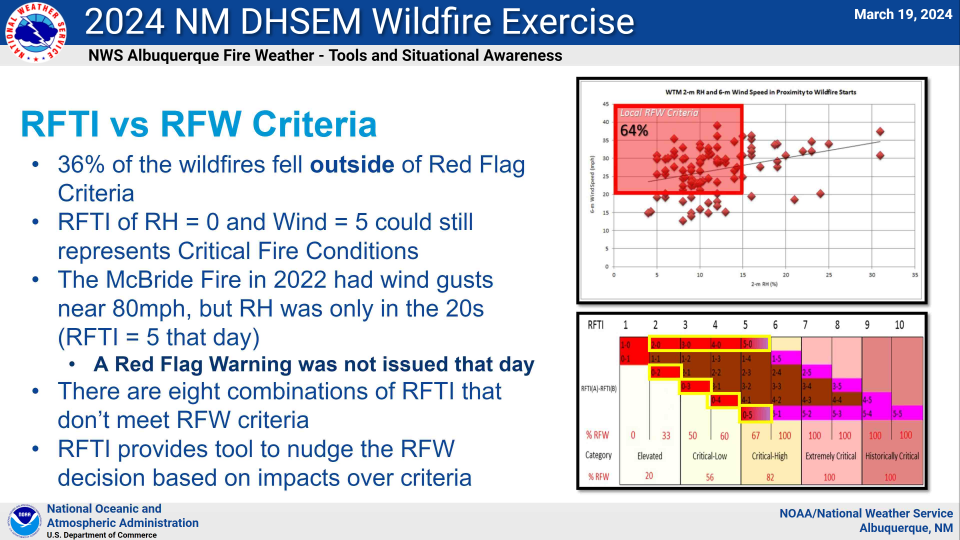 2024 NM DHSEM Wildfire Exercise
March 19, 2024
NATIONAL WEATHER SERVICE
NWS Albuquerque Fire Weather - Tools and Situational Awareness
RFTI vs RFW Criteria
• 36% of the wildfires fell outside of Red Flag
Criteria
• RFTI of RH = 0 and Wind = 5 could still
represents Critical Fire Conditions
• The McBride Fire in 2022 had wind gusts
near 80mph, but RH was only in the 20s
(RFTI = 5 that day)
• A Red Flag Warning was not issued that day
• There are eight combinations of RFTI that
don't meet RFW criteria
• RFTI provides tool to nudge the RFW
decision based on impacts over criteria
WTM 2-m RH and 6-m Wind Speed in Proximity to Wildfire Starts
Local RFW Criteria
64%
6-m Wind Speed (mph)
45
40
35
30
25
20
15
10
5
0
0 5 10 15 20 25 30 35
2-m RH (%)
RFTI 1 2 3 4 5 6 7 8 9 10
1-0 2-0 3-0 4-0 5-0
0-1 1-1 1-2 1-3 1-4 1-5
0-2 2-2 2-3 2-4 2-5
RFTI(A)-RFTI(B)
0-3 3-3 3-4 3-5
0-4 4-1 4-2 4-3 4-4 4-5
0-5 5-1 5-2 5-3 5-4 5-5
% RFW 0 33 50 60 67 100 100 100 100 100
Category Elevated Critical-Low Critical-High Extremely Critical Historically Critical
% RFW 20 56 82 100 100
NOAA
National Oceanic and
Atmospheric Administration
U.S. Department of Commerce
NOAA/National Weather Service
Albuquerque, NM